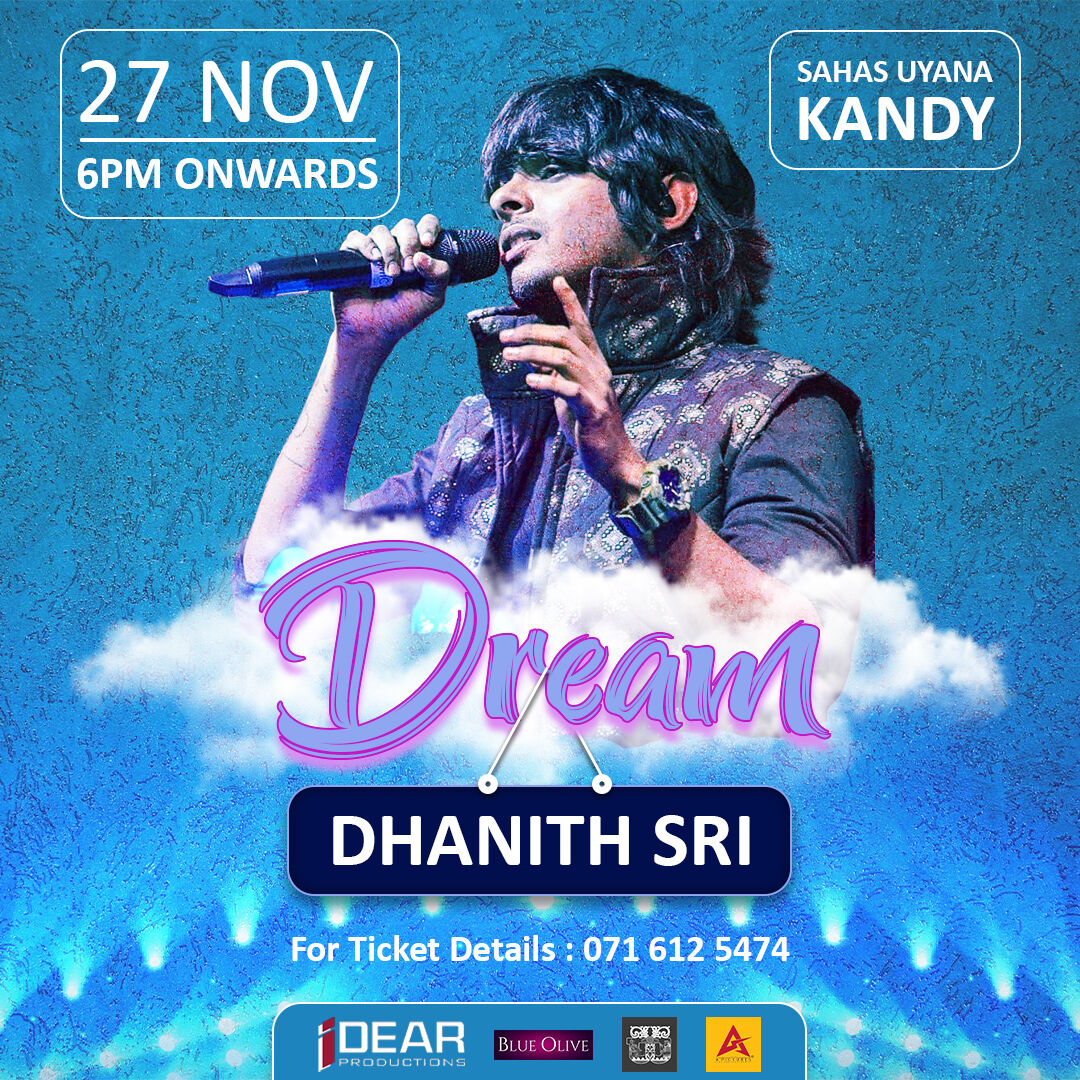 27 NOV
6PM ONWARDS
SAHAS UYANA
KANDY
Dream
DHANITH SRI
For Ticket Details : 071 612 5474
iDEAR
PRODUCTIONS
BLUE OLIVE
A PICTURES